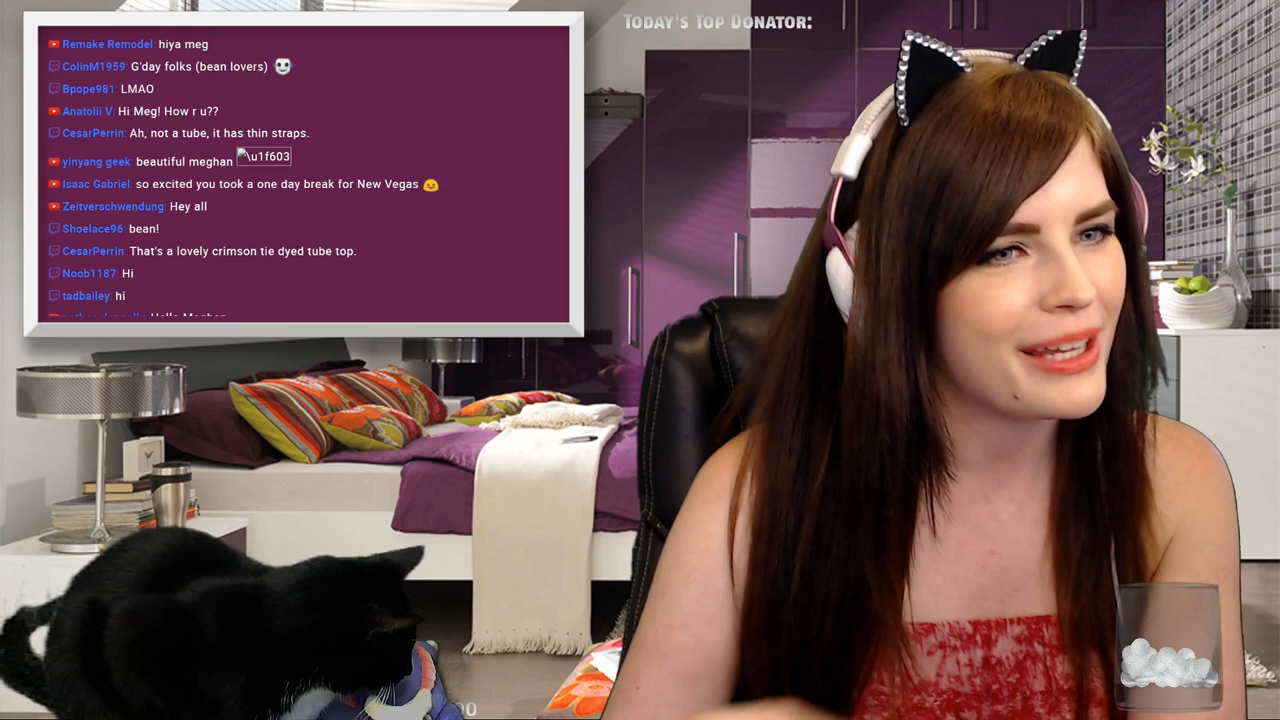 Today's Top Donator:
Remake Remodel: hiya meg
ColinM1959: G'day folks (bean lovers)
Bpope981: LMAO
Anatolii V: Hi Meg! How r u??
CesarPerrin: Ah, not a tube, it has thin straps.
yinyang geek: beautiful meghan \u1f603
Isaac Gabriel: so excited you took a one day break for New Vegas
Zeitverschwendung: Hey all
Shoelace96: bean!
CesarPerrin: That's a lovely crimson tie dyed tube top.
Noob1187: Hi
tadbailey: hi